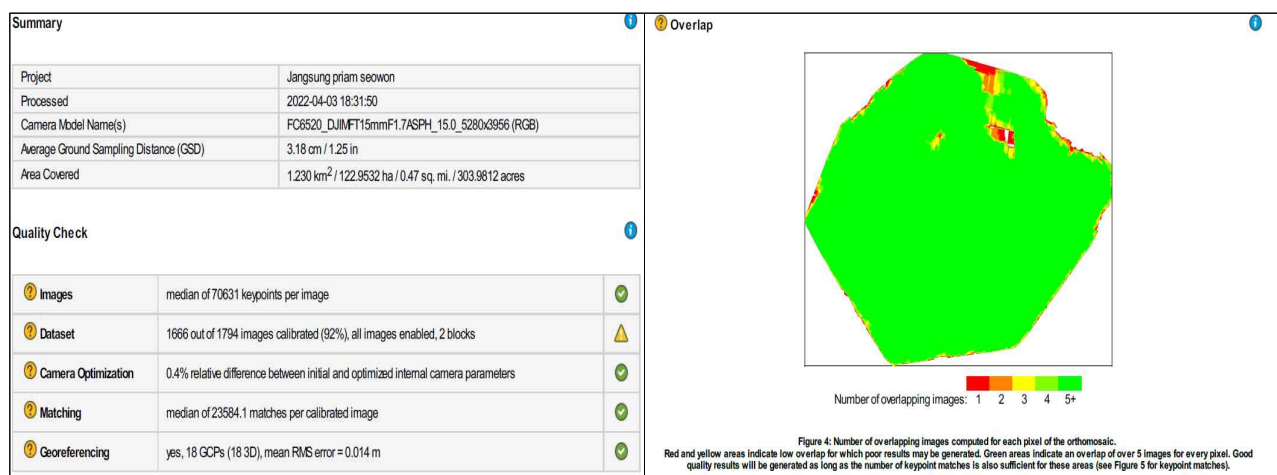 Summary
Project Jangsung priam seowon
Processed 2022-04-03 18:31:50
Camera Model Name(s) FC6520_DJIMFT15mmF1.7ASPH_15.0_5280x3956 (RGB)
Average Ground Sampling Distance (GSD) 3.18 cm / 1.25 in
Area Covered 1.230 km² / 122.9532 ha / 0.47 sq. mi. / 303.9812 acres
Quality Check
Images median of 70631 keypoints per image
Dataset 1666 out of 1794 images calibrated (92%), all images enabled, 2 blocks
Camera Optimization 0.4% relative difference between initial and optimized internal camera parameters
Matching median of 23584.1 matches per calibrated image
Georeferencing yes, 18 GCPs (18 3D), mean RMS error = 0.014 m
Overlap
Number of overlapping images: 1 2 3 4 5+
Figure 4: Number of overlapping images computed for each pixel of the orthomosaic.
Red and yellow areas indicate low overlap for which poor results may be generated. Green areas indicate an overlap of over 5 images for every pixel. Good
quality results will be generated as long as the number of keypoint matches is also sufficient for these areas (see Figure 5 for keypoint matches).